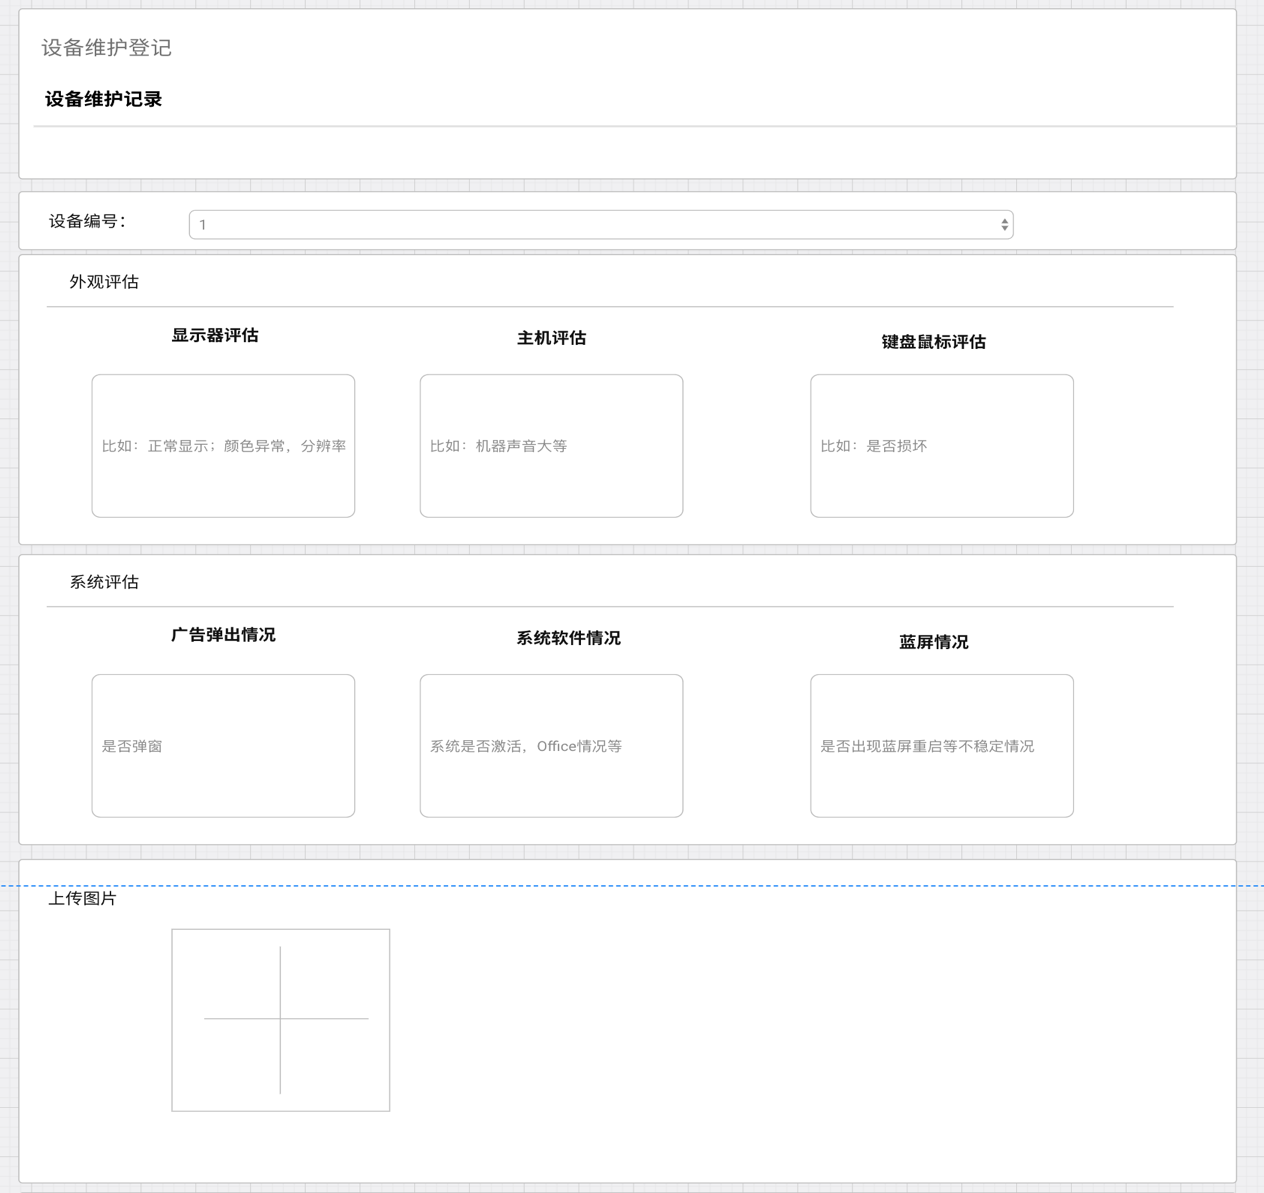 设备维护登记
设备维护记录
设备编号：
1
外观评估
显示器评估
主机评估
键盘鼠标评估
比如：正常显示；颜色异常，分辨率
比如：机器声音大等
比如：是否损坏
系统评估
广告弹出情况
系统软件情况
蓝屏情况
是否弹窗
系统是否激活，Office情况等
是否出现蓝屏重启等不稳定情况
上传图片